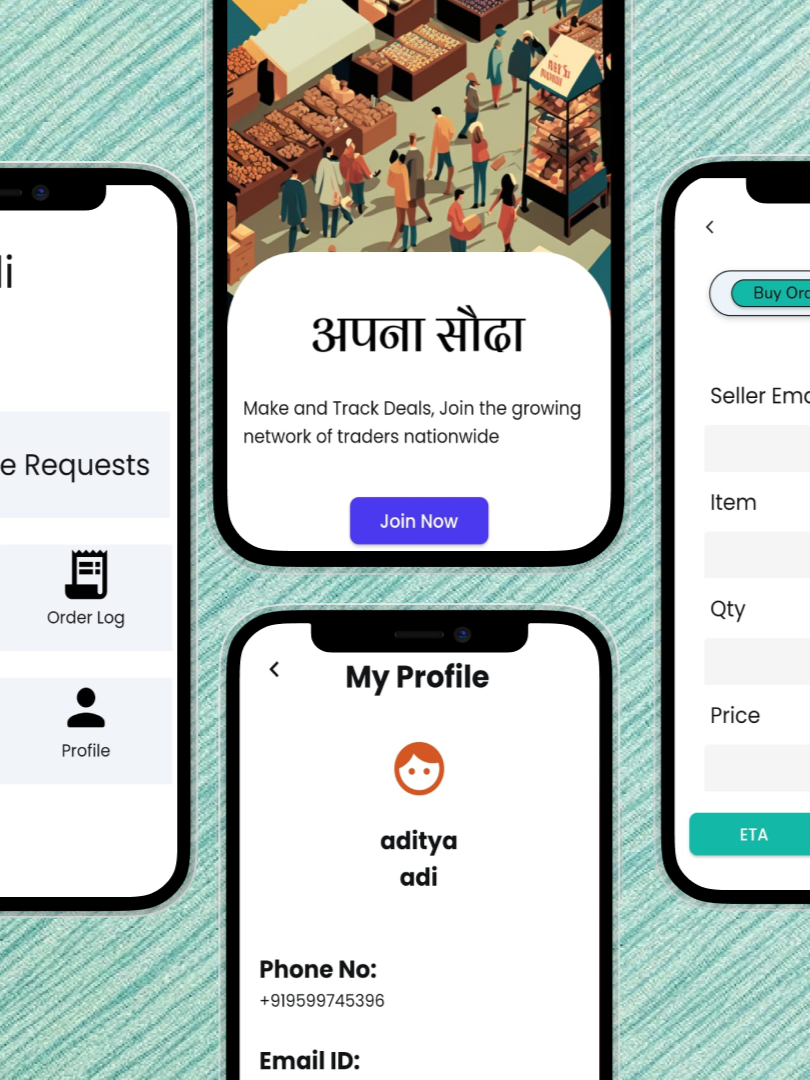 अपना सौदा
Make and Track Deals, Join the growing
network of traders nationwide
Join Now
e Requests
Order Log
Profile
My Profile
aditya
adi
Phone No:
+919599745396
Email ID:
Buy Ord
Seller Ema
Item
Qty
Price
ETA